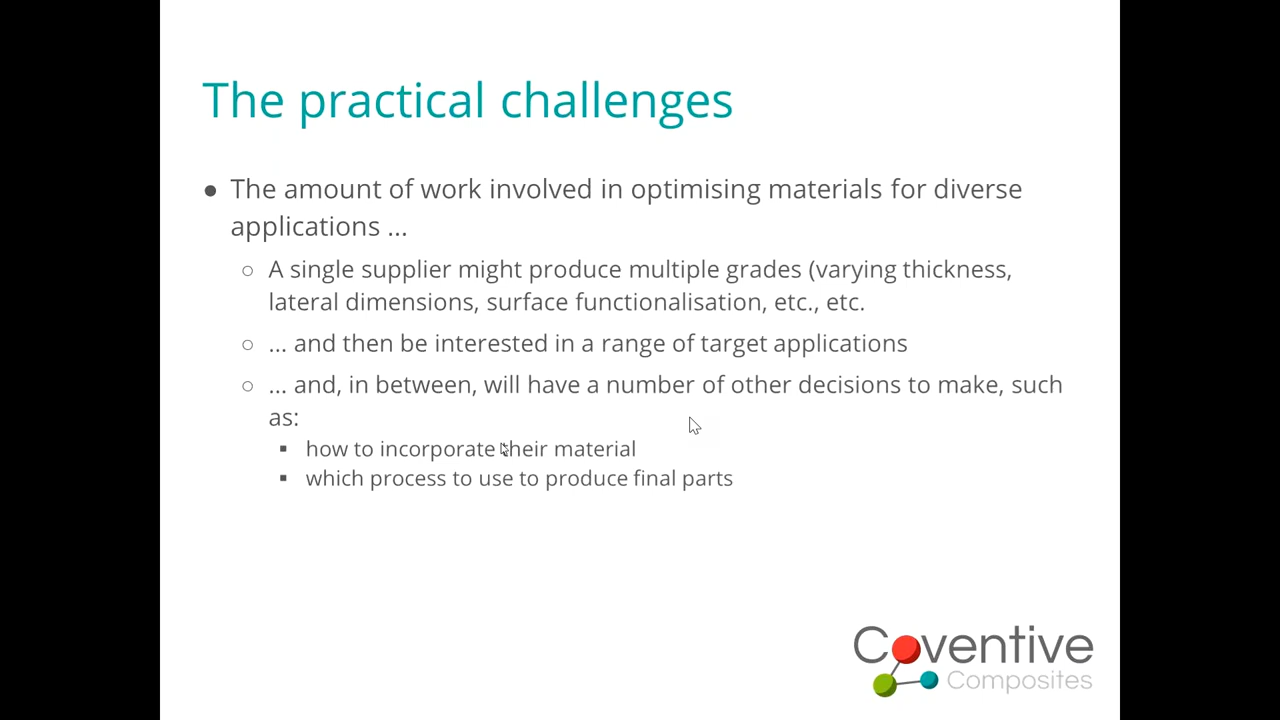 The practical challenges
● The amount of work involved in optimising materials for diverse
applications ...
○ A single supplier might produce multiple grades (varying thickness,
lateral dimensions, surface functionalisation, etc., etc.
○ ... and then be interested in a range of target applications
○ ... and, in between, will have a number of other decisions to make, such
as:
▪ how to incorporate their material
▪ which process to use to produce final parts
Coventive
Composites